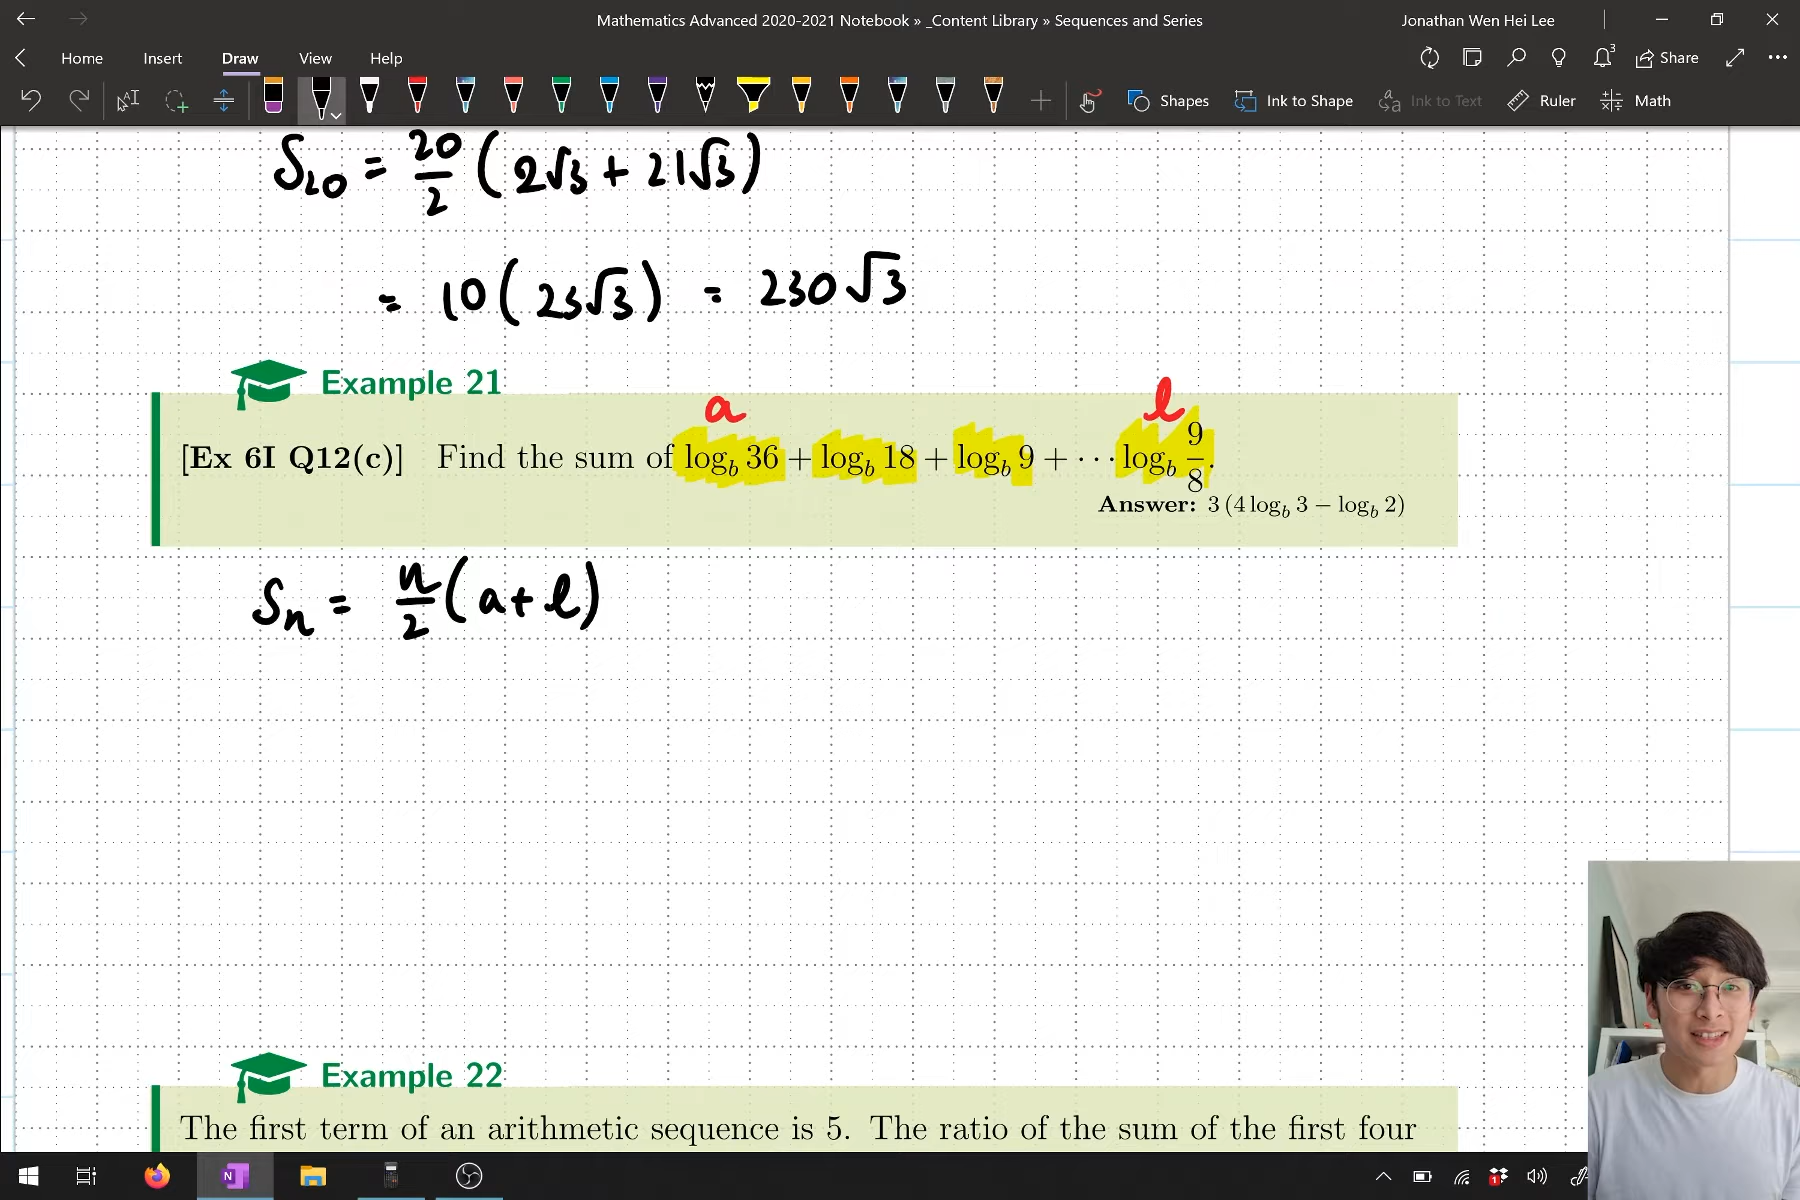 Mathematics Advanced 2020-2021 Notebook » _Content Library » Sequences and Series
Jonathan Wen Hei Lee
Home Insert Draw View Help
3
Share
Shapes Ink to Shape Ink to Text Ruler Math
S₂₀ = 20/2 (2√3 + 21√3)
= 10(23√3) = 230√3
Example 21
a l
[Ex 6I Q12(c)] Find the sum of log_b 36 + log_b 18 + log_b 9 + ··· log_b 9/8.
Answer: 3 (4 log_b 3 − log_b 2)
Sₙ = n/2 (a + l)
Example 22
The first term of an arithmetic sequence is 5. The ratio of the sum of the first four
N
1